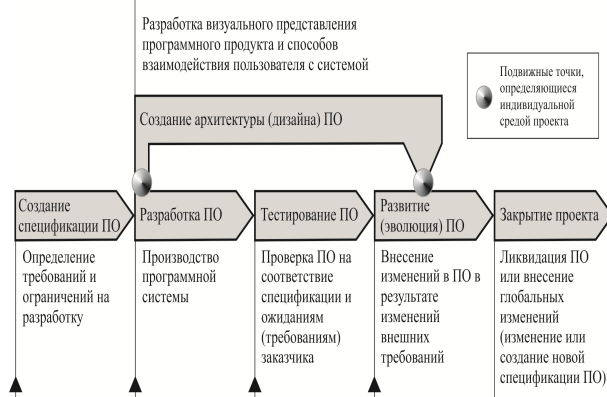 Разработка визуального представления
программного продукта и способов
взаимодействия пользователя с системой
Подвижные точки,
определяющиеся
индивидуальной
средой проекта
Создание архитектуры (дизайна) ПО
Создание
спецификации ПО
Разработка ПО
Тестирование ПО
Развитие
(эволюция) ПО
Закрытие проекта
Определение
требований и
ограничений на
разработку
Производство
программной
системы
Проверка ПО на
соответствие
спецификации и
ожиданиям
(требованиям)
заказчика
Внесение
изменений в ПО в
результате
изменений
внешних
требований
Ликвидация ПО
или внесение
глобальных
изменений
(изменение или
создание новой
спецификации ПО)